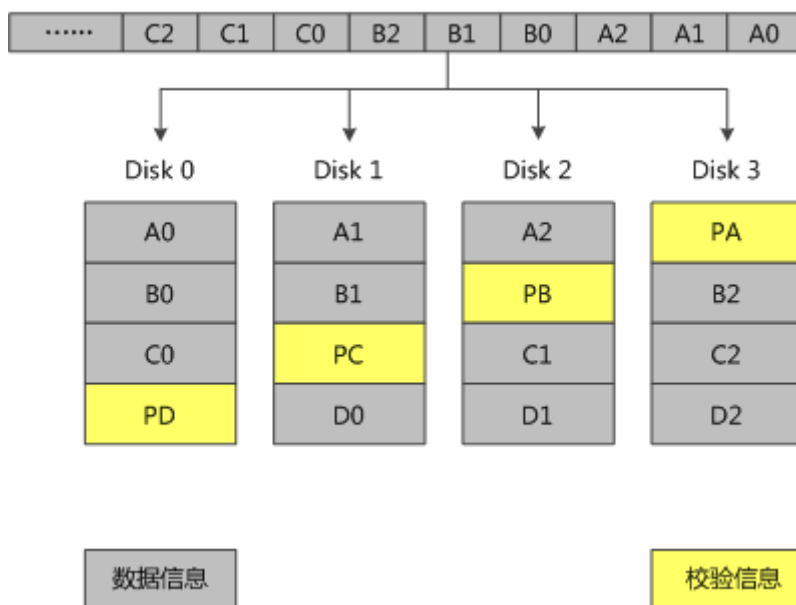 ······ C2 C1 C0 B2 B1 B0 A2 A1 A0
Disk 0 Disk 1 Disk 2 Disk 3
A0 A1 A2 PA
B0 B1 PB B2
C0 PC C1 C2
PD D0 D1 D2
数据信息 校验信息